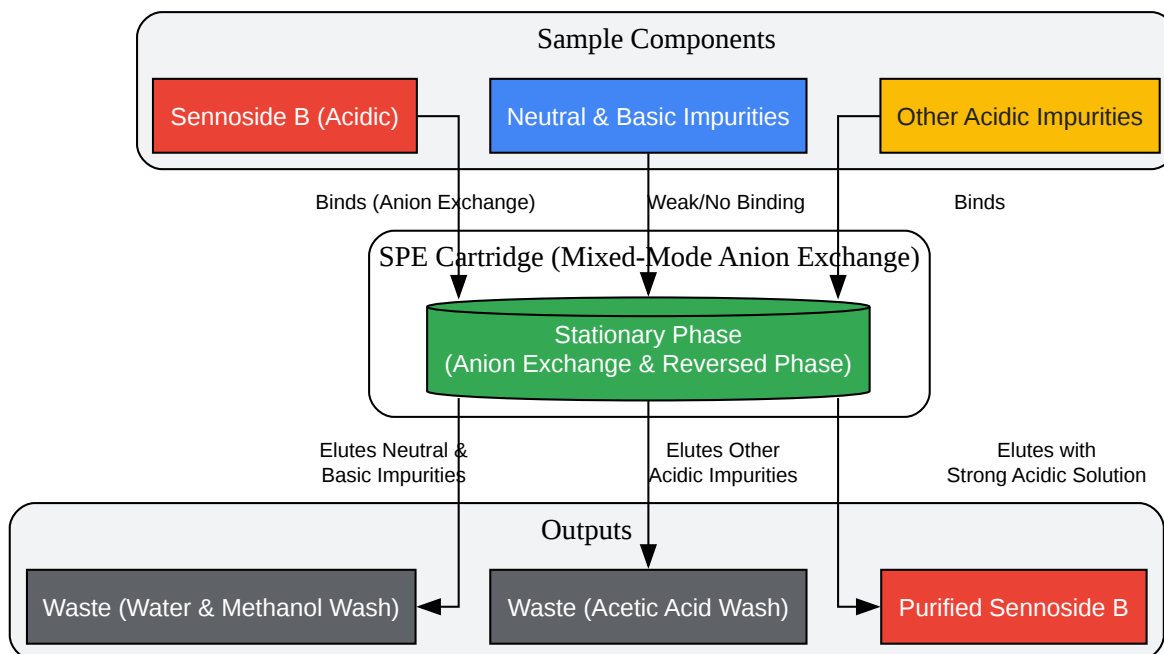 Sample Components
Sennoside B (Acidic)
Neutral & Basic Impurities
Other Acidic Impurities
Binds (Anion Exchange)
Weak/No Binding
Binds
SPE Cartridge (Mixed-Mode Anion Exchange)
Stationary Phase
(Anion Exchange & Reversed Phase)
Elutes Neutral &
Basic Impurities
Elutes Other
Acidic Impurities
Elutes with
Strong Acidic Solution
Outputs
Waste (Water & Methanol Wash)
Waste (Acetic Acid Wash)
Purified Sennoside B